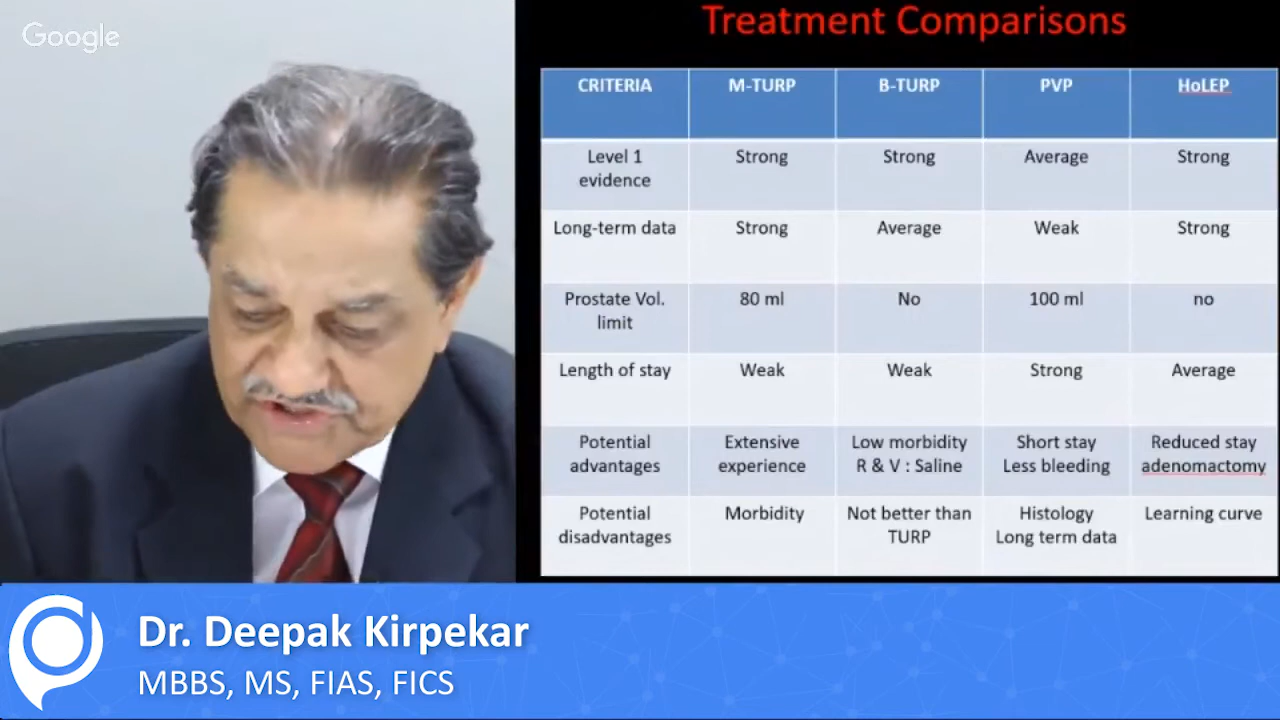 Google
Treatment Comparisons
CRITERIA M-TURP B-TURP PVP HoLEP
Level 1
evidence
Strong Strong Average Strong
Long-term data Strong Average Weak Strong
Prostate Vol.
limit
80 ml No 100 ml no
Length of stay Weak Weak Strong Average
Potential
advantages
Extensive
experience
Low morbidity
R & V : Saline
Short stay
Less bleeding
Reduced stay
adenomactomy
Potential
disadvantages
Morbidity
Not better than
TURP
Histology
Long term data
Learning curve
Dr. Deepak Kirpekar
MBBS, MS, FIAS, FICS